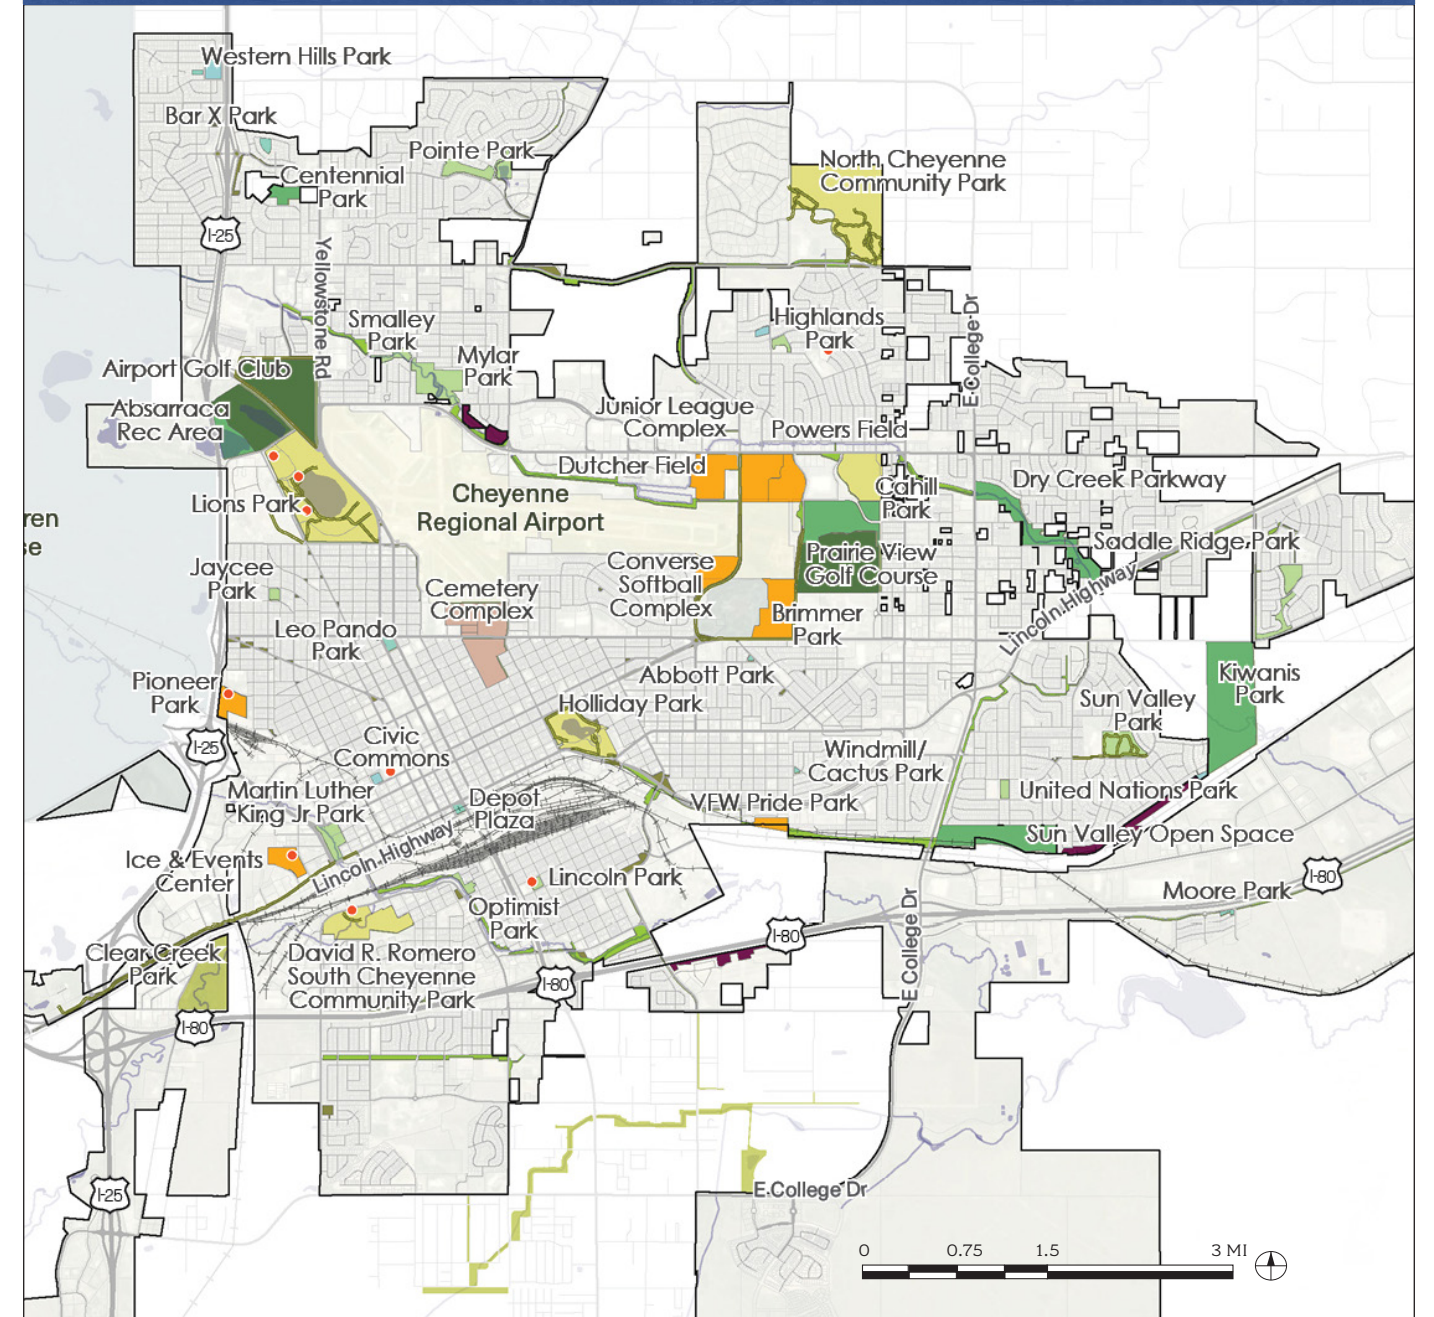 Western Hills Park
Bar X Park
Pointe Park
Centennial
Park
North Cheyenne
Community Park
I-25
Yellowstone Rd
E College Dr
Smalley
Park
Highlands
Park
Mylar
Park
Airport Golf Club
Absarraca
Rec Area
Junior League
Complex
Powers Field
Dutcher Field
Cahill
Park
Dry Creek Parkway
Lions Park
Cheyenne
Regional Airport
ren
se
Prairie View
Golf Course
Saddle Ridge Park
Jaycee
Park
Cemetery
Complex
Converse
Softball
Complex
Brimmer
Park
Lincoln Highway
Leo Pando
Park
Abbott Park
Kiwanis
Park
Pioneer
Park
Holliday Park
Sun Valley
Park
I-25
Civic
Commons
Windmill/
Cactus Park
Martin Luther
King Jr Park
Depot
Plaza
VFW Pride Park
United Nations Park
Sun Valley Open Space
Lincoln Highway
Ice & Events
Center
Lincoln Park
I-80
Moore Park
Optimist
Park
E College Dr
I-80
Clear Creek
Park
David R. Romero
South Cheyenne
Community Park
I-80
I-80
I-25
E College Dr
0 0.75 1.5 3 MI